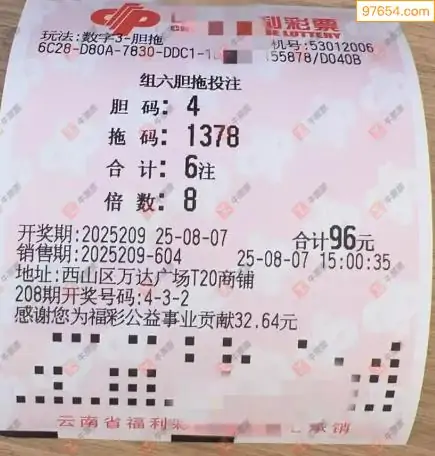 97654.com
利彩票
LOTTERY
玩法:数字3-胆拖
机号:53012006
6C28-D80A-7830-DDC1-1
155878/D040B
组六胆拖投注
胆 码: 4
拖 码: 1378
合 计: 6注
倍 数: 8
开奖期:2025209 25-08-07
合计96元
销售期:2025209-604
25-08-07 15:00:35
地址:西山区万达广场T20商铺
208期开奖号码:4-3-2
感谢您为福彩公益事业贡献32.64元
云南省福利彩
承销